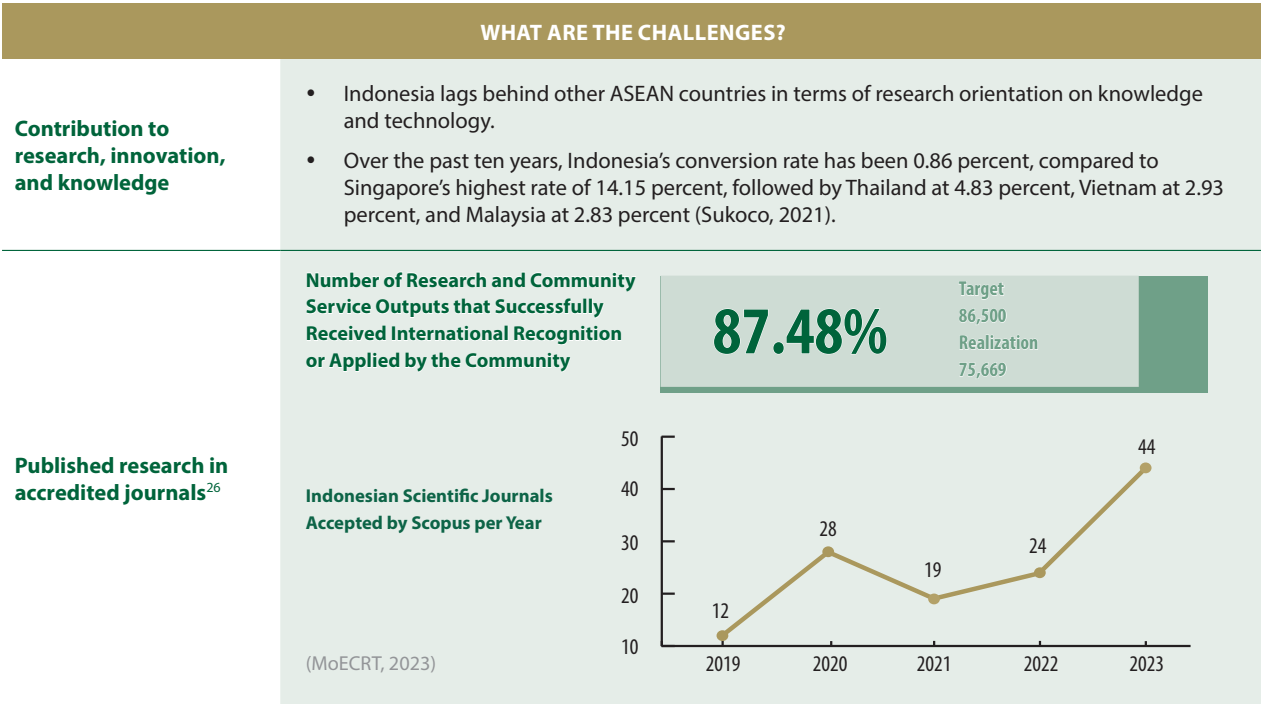 WHAT ARE THE CHALLENGES?
Contribution to
research, innovation,
and knowledge
• Indonesia lags behind other ASEAN countries in terms of research orientation on knowledge
and technology.
• Over the past ten years, Indonesia’s conversion rate has been 0.86 percent, compared to
Singapore’s highest rate of 14.15 percent, followed by Thailand at 4.83 percent, Vietnam at 2.93
percent, and Malaysia at 2.83 percent (Sukoco, 2021).
Published research in
accredited journals26
Number of Research and Community
Service Outputs that Successfully
Received International Recognition
or Applied by the Community
87.48%
Target
86,500
Realization
75,669
Indonesian Scientific Journals
Accepted by Scopus per Year
50
40
30
20
10
12
28
19
24
44
2019 2020 2021 2022 2023
(MoECRT, 2023)